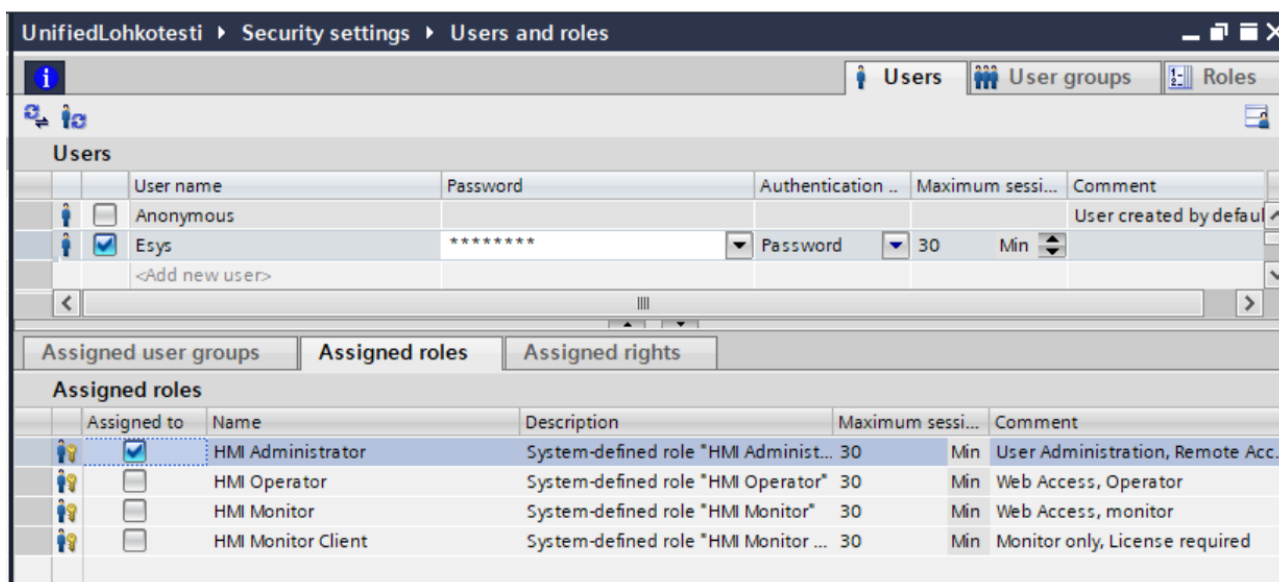 UnifiedLohkotesti ▸ Security settings ▸ Users and roles
Users User groups Roles
Users
User name Password Authentication .. Maximum sessi... Comment
Anonymous User created by defaul
Esys ******** Password 30 Min
<Add new user>
Assigned user groups Assigned roles Assigned rights
Assigned roles
Assigned to Name Description Maximum sessi... Comment
HMI Administrator System-defined role "HMI Administ... 30 Min User Administration, Remote Acc.
HMI Operator System-defined role "HMI Operator" 30 Min Web Access, Operator
HMI Monitor System-defined role "HMI Monitor" 30 Min Web Access, monitor
HMI Monitor Client System-defined role "HMI Monitor ... 30 Min Monitor only, License required